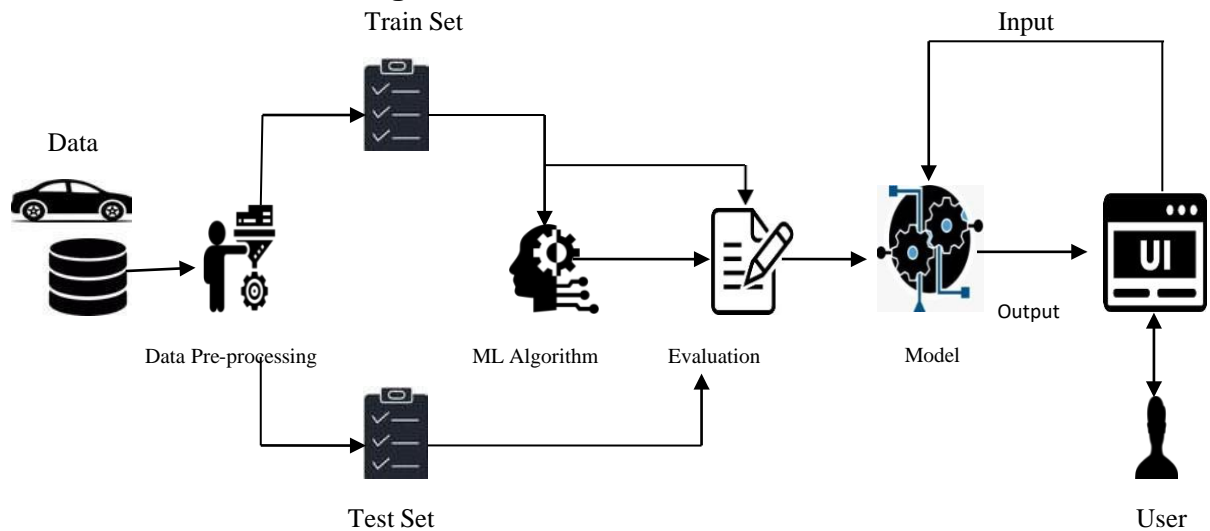 Train Set
Input
Data
UI
Output
Data Pre-processing
ML Algorithm
Evaluation
Model
Test Set
User